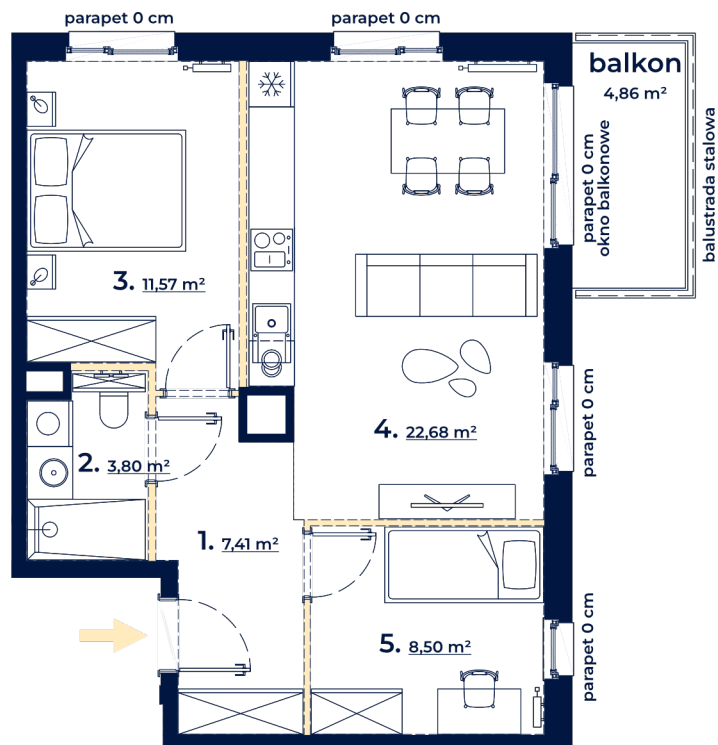 parapet 0 cm
parapet 0 cm
balkon
4,86 m²
parapet 0 cm
okno balkonowe
balustrada stalowa
3. 11,57 m²
parapet 0 cm
4. 22,68 m²
2. 3,80 m²
1. 7,41 m²
parapet 0 cm
5. 8,50 m²